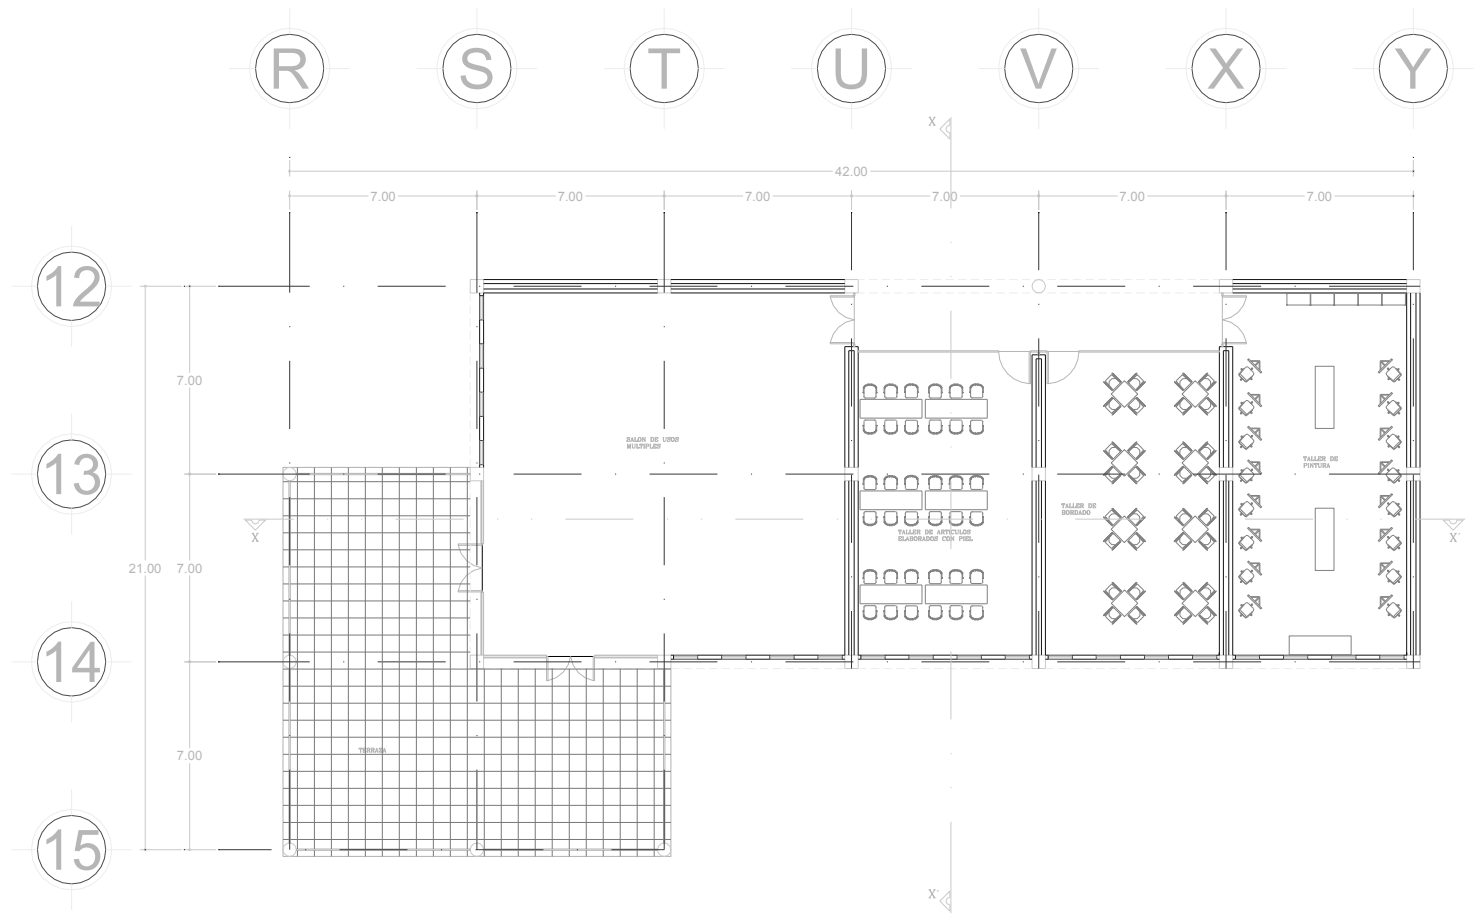 R S T U V X Y
X
42.00
7.00 7.00 7.00 7.00 7.00 7.00
12
7.00
SALON DE USOS
MULTIPLES
TALLER DE
PINTURA
13
TALLER DE
BORDADO
TALLER DE ARTICULOS
ELABORADOS CON PIEL
X
X'
21.00 7.00
14
7.00
TERRAZA
15
X'